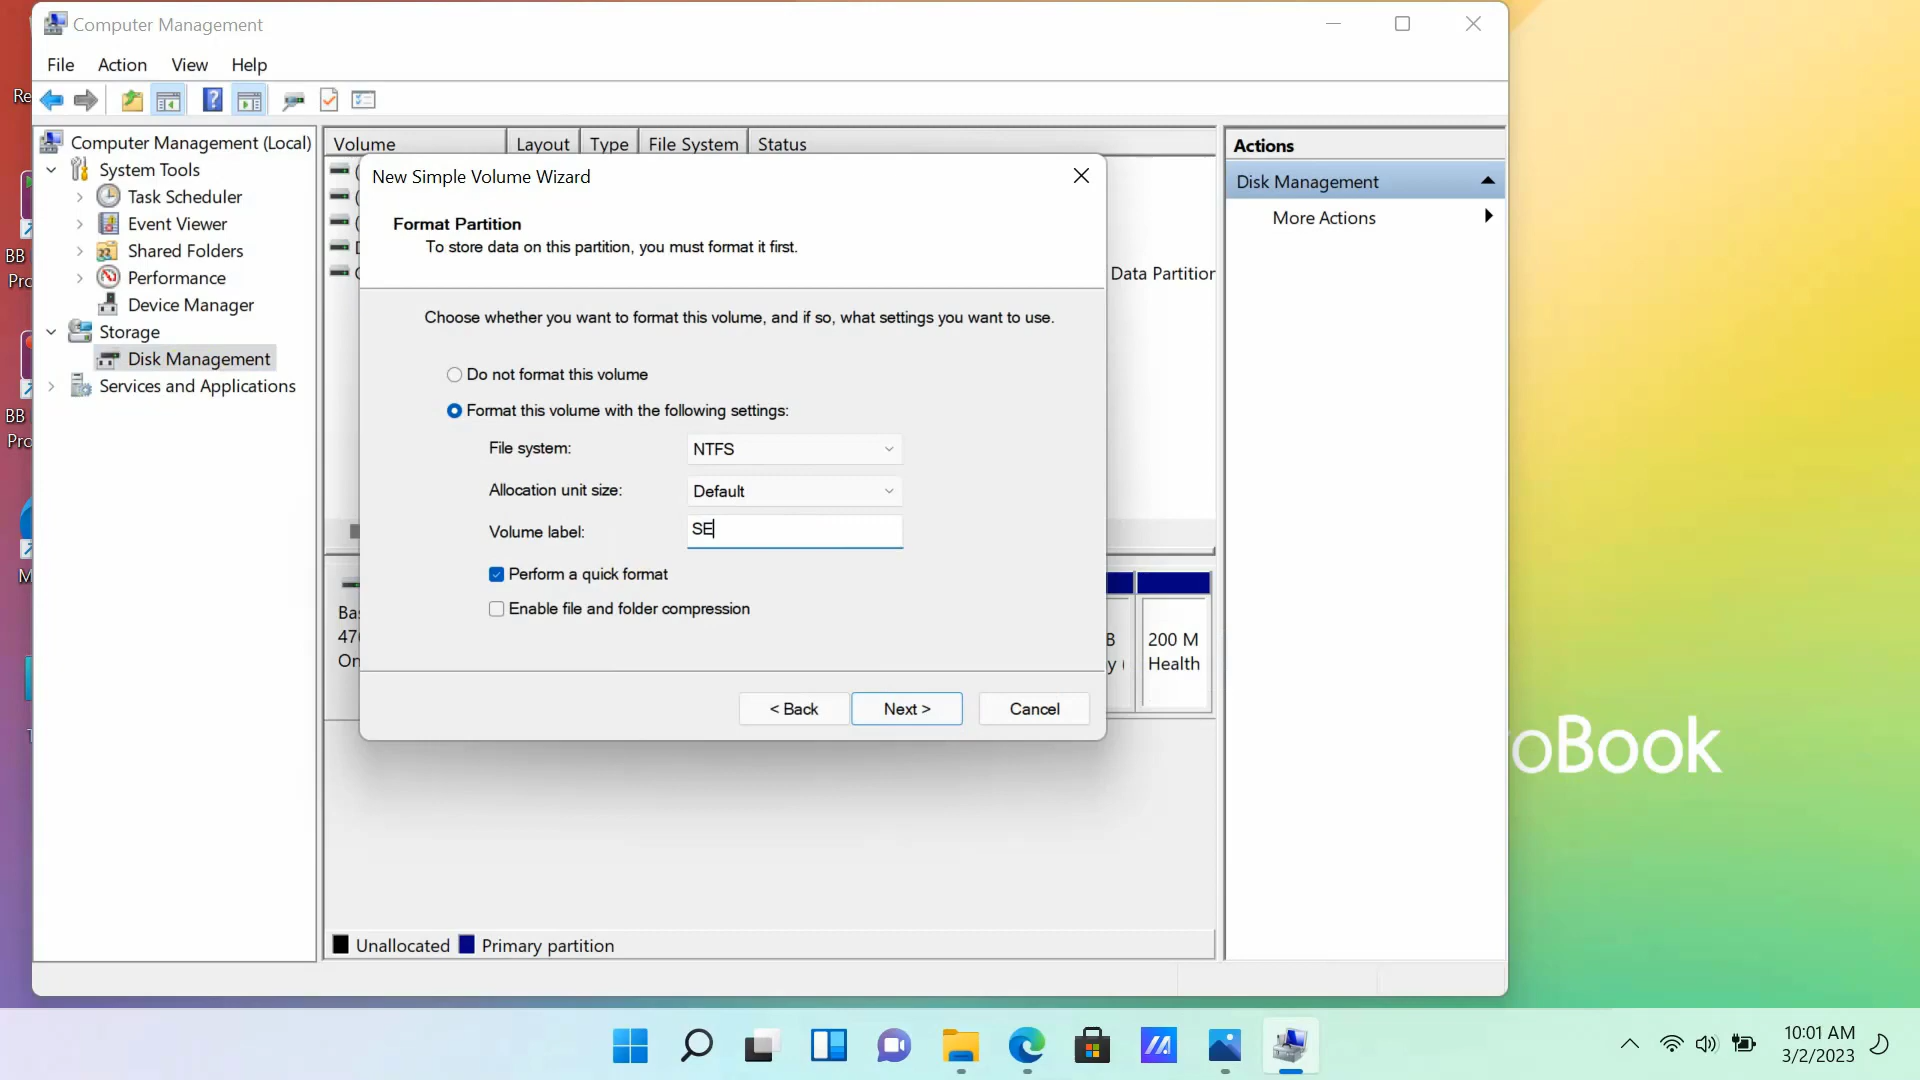 Computer Management
File Action View Help
Computer Management (Local)
System Tools
Task Scheduler
Event Viewer
Shared Folders
Performance
Device Manager
Storage
Disk Management
Services and Applications
Volume Layout Type File System Status
Data Partition
New Simple Volume Wizard
Format Partition
To store data on this partition, you must format it first.
Choose whether you want to format this volume, and if so, what settings you want to use.
Do not format this volume
Format this volume with the following settings:
File system: NTFS
Allocation unit size: Default
Volume label: SE
Perform a quick format
Enable file and folder compression
< Back Next > Cancel
200 M
Health
Unallocated Primary partition
Actions
Disk Management
More Actions
Re
BB
Pro
BB
Pro
oBook
10:01 AM
3/2/2023